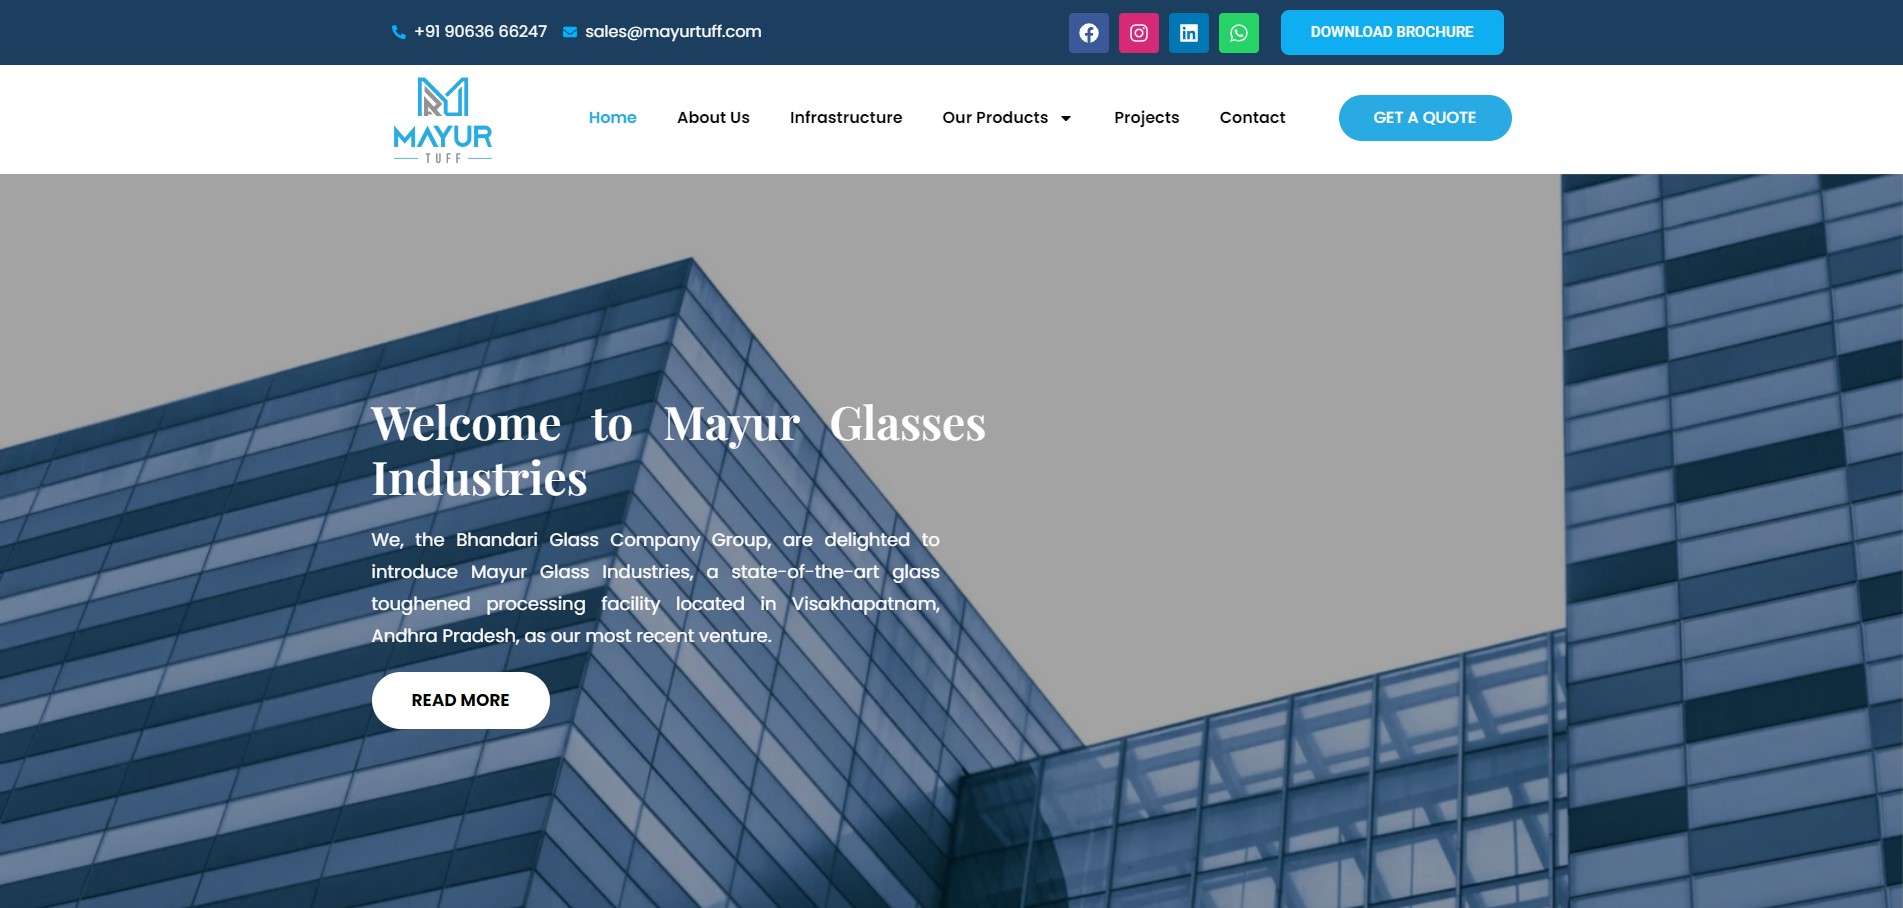 +91 90636 66247 sales@mayurtuff.com DOWNLOAD BROCHURE
MAYUR
TUFF
Home About Us Infrastructure Our Products Projects Contact GET A QUOTE
Welcome to Mayur Glasses
Industries
We, the Bhandari Glass Company Group, are delighted to
introduce Mayur Glass Industries, a state-of-the-art glass
toughened processing facility located in Visakhapatnam,
Andhra Pradesh, as our most recent venture.
READ MORE